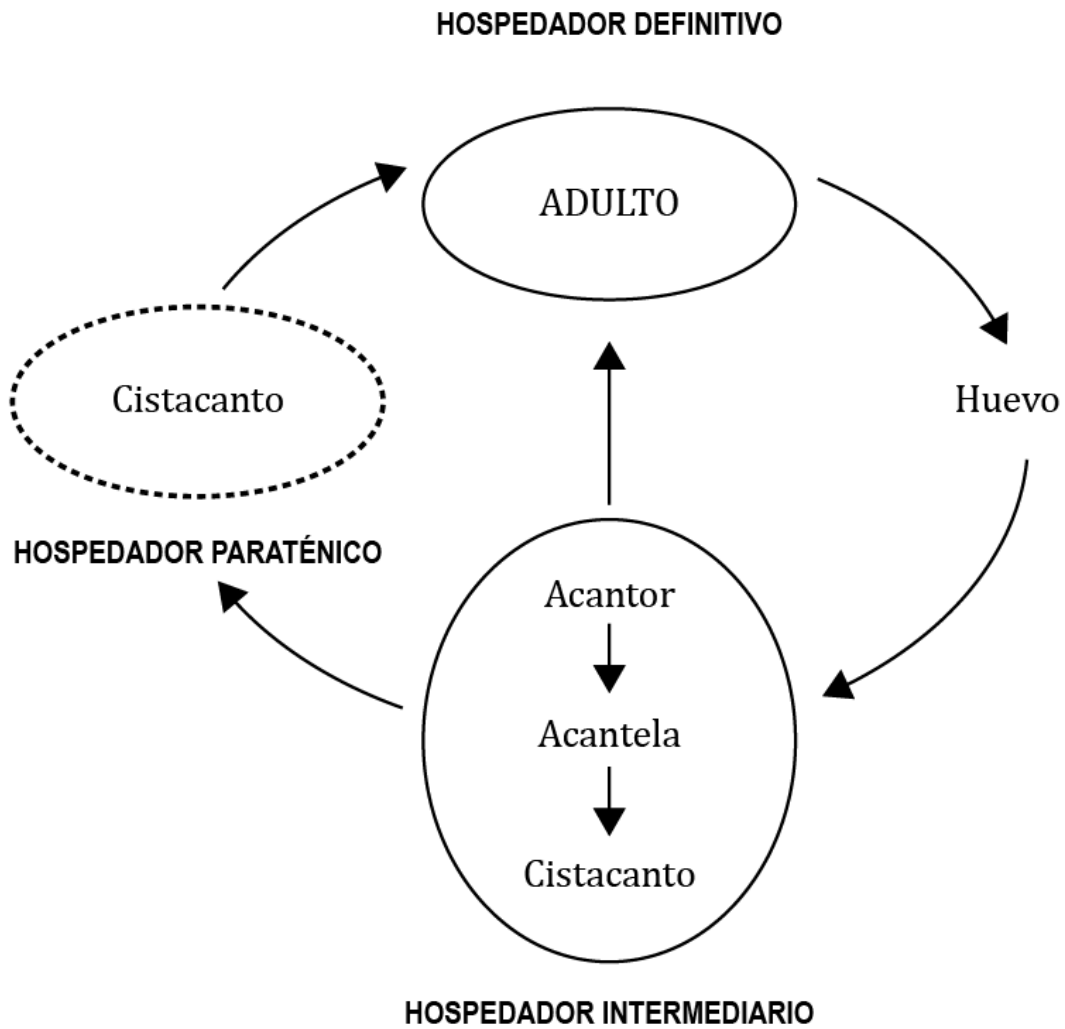 HOSPEDADOR DEFINITIVO
ADULTO
Cistacanto
Huevo
HOSPEDADOR PARATÉNICO
Acantor
Acantela
Cistacanto
HOSPEDADOR INTERMEDIARIO